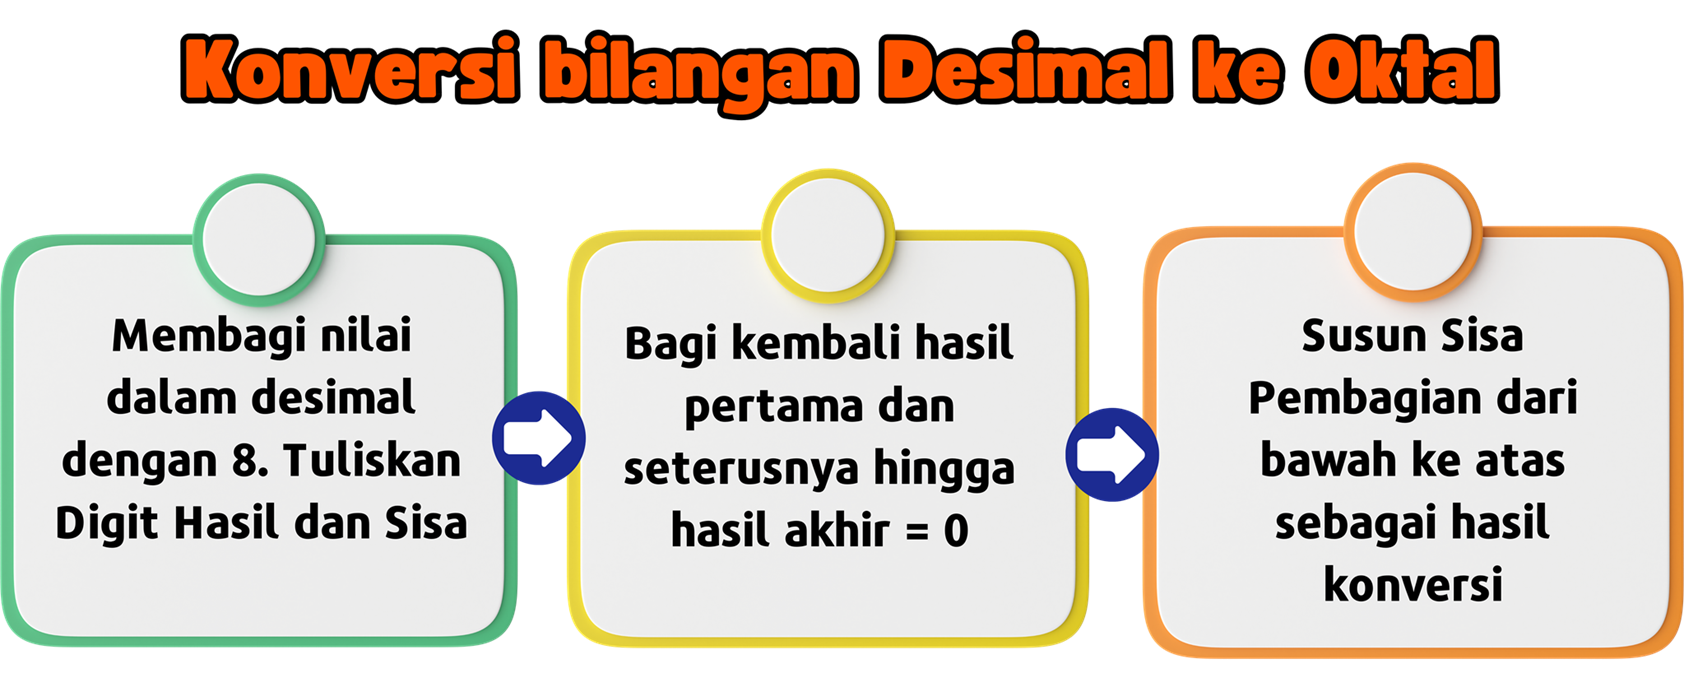 Konversi bilangan Desimal ke Oktal
Membagi nilai
dalam desimal
dengan 8. Tuliskan
Digit Hasil dan Sisa
Bagi kembali hasil
pertama dan
seterusnya hingga
hasil akhir = 0
Susun Sisa
Pembagian dari
bawah ke atas
sebagai hasil
konversi